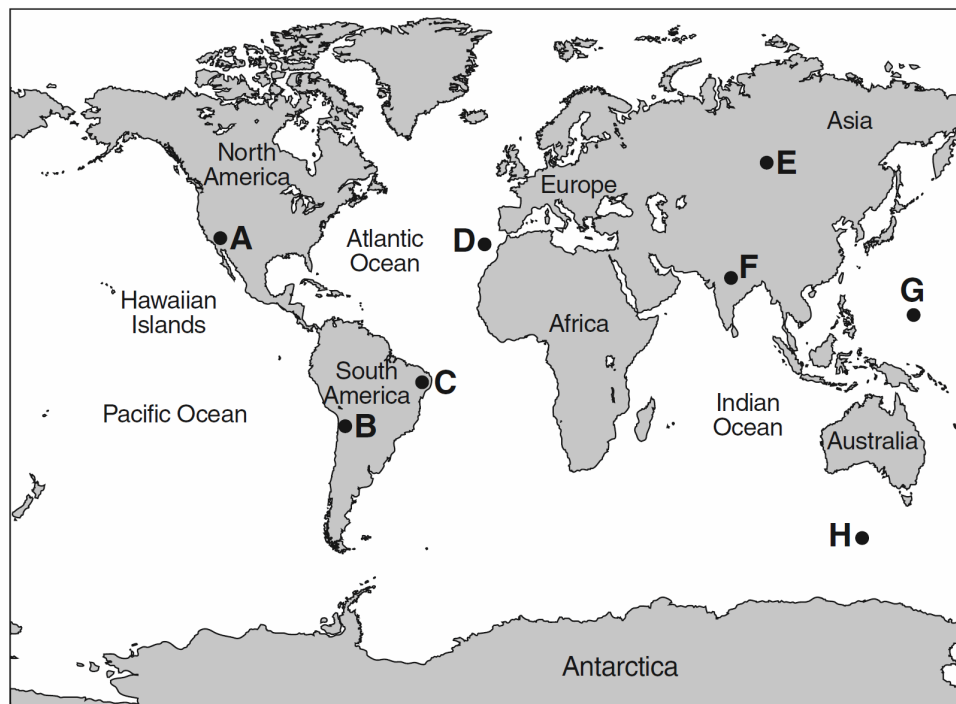 Asia
North
America
E
Europe
A
D
Atlantic
Ocean
F
G
Hawaiian
Islands
Africa
South
America
C
Pacific Ocean
B
Indian
Ocean
Australia
H
Antarctica